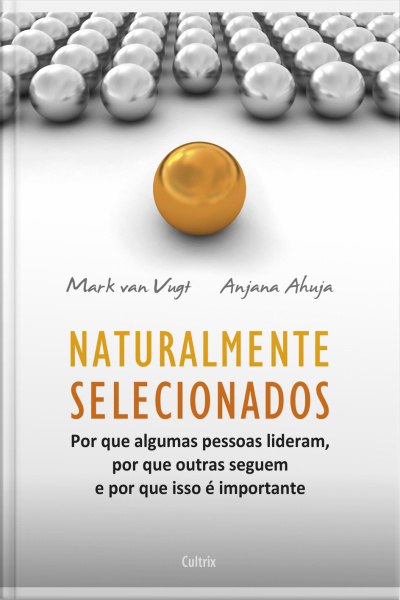 Mark van Vugt Anjana Ahuja
NATURALMENTE
SELECIONADOS
Por que algumas pessoas lideram,
por que outras seguem
e por que isso é importante
Cultrix